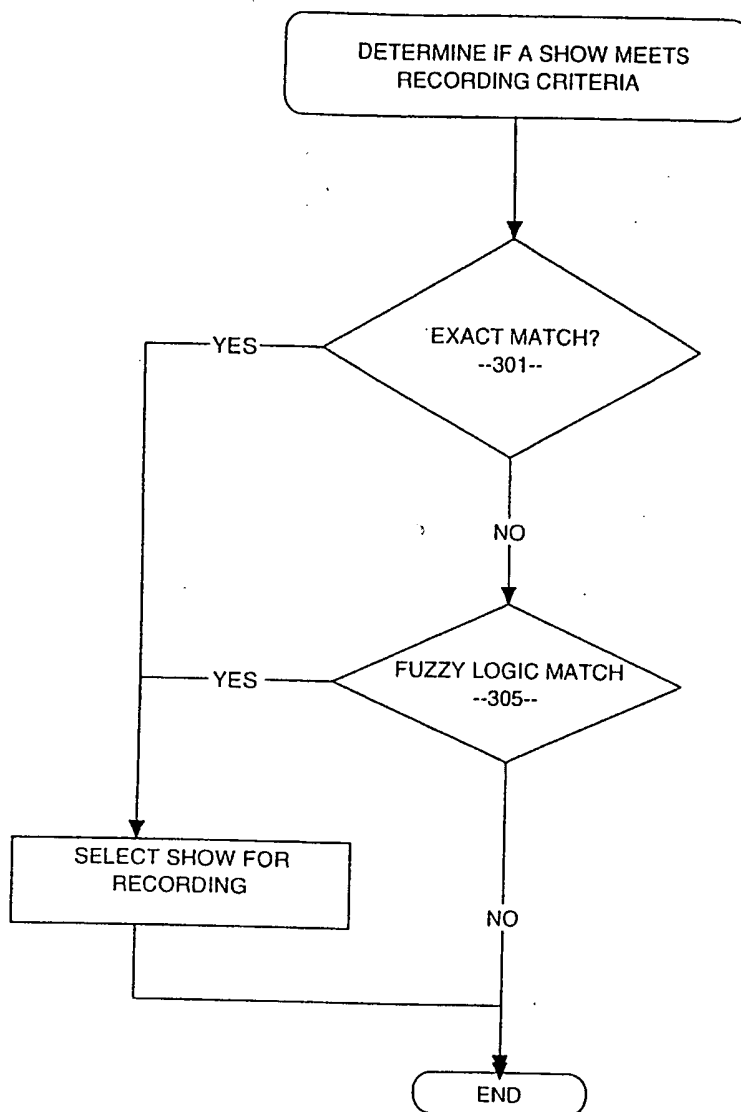 DETERMINE IF A SHOW MEETS
RECORDING CRITERIA
EXACT MATCH?
--301--
YES
NO
FUZZY LOGIC MATCH
--305--
YES
SELECT SHOW FOR
RECORDING
NO
END